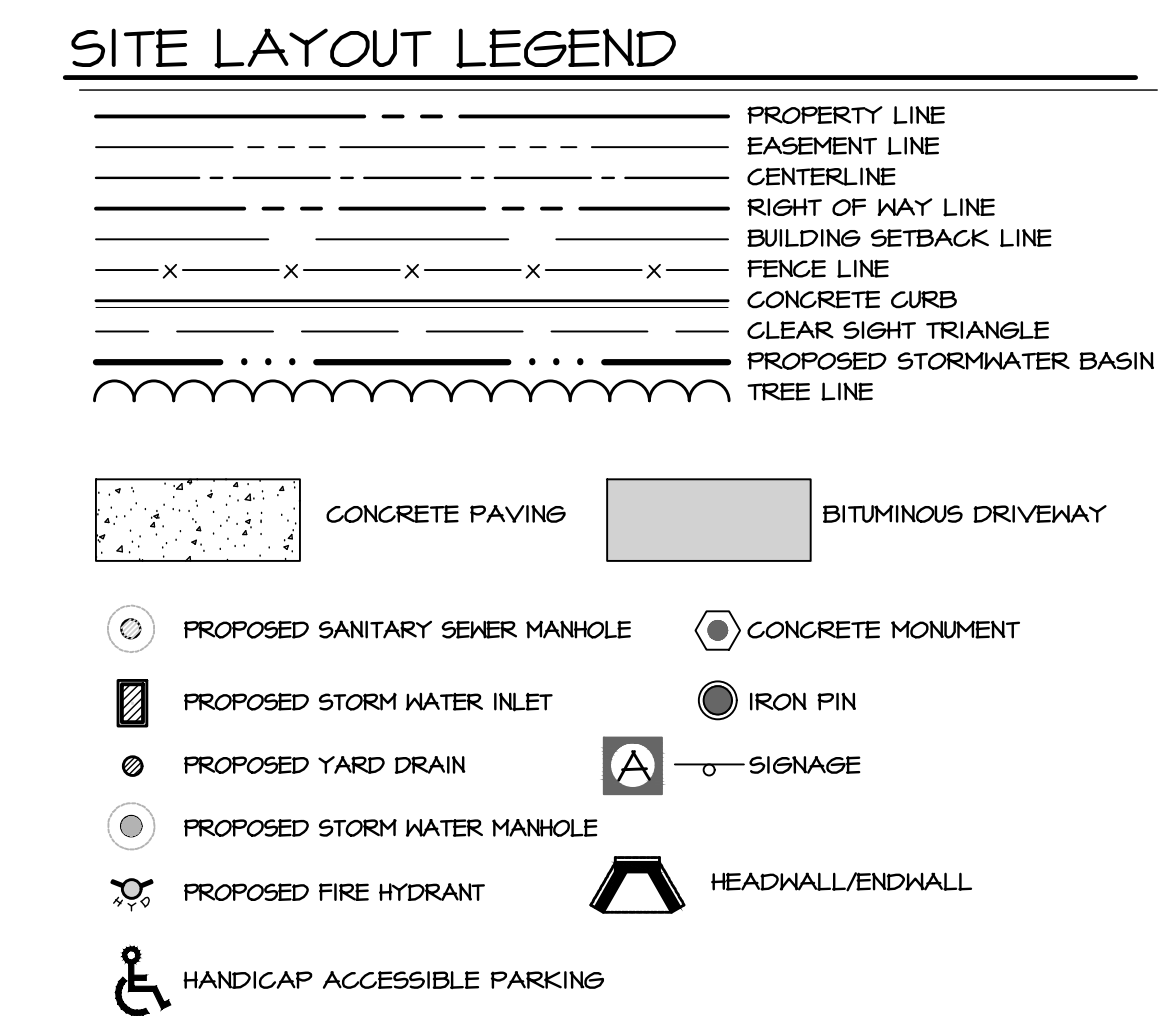 SITE LAYOUT LEGEND
PROPERTY LINE
EASEMENT LINE
CENTERLINE
RIGHT OF WAY LINE
BUILDING SETBACK LINE
X X X X X FENCE LINE
CONCRETE CURB
CLEAR SIGHT TRIANGLE
PROPOSED STORMWATER BASIN
TREE LINE
CONCRETE PAVING BITUMINOUS DRIVEWAY
PROPOSED SANITARY SEWER MANHOLE CONCRETE MONUMENT
PROPOSED STORM WATER INLET IRON PIN
PROPOSED YARD DRAIN A SIGNAGE
PROPOSED STORM WATER MANHOLE
HYD PROPOSED FIRE HYDRANT HEADWALL/ENDWALL
HANDICAP ACCESSIBLE PARKING